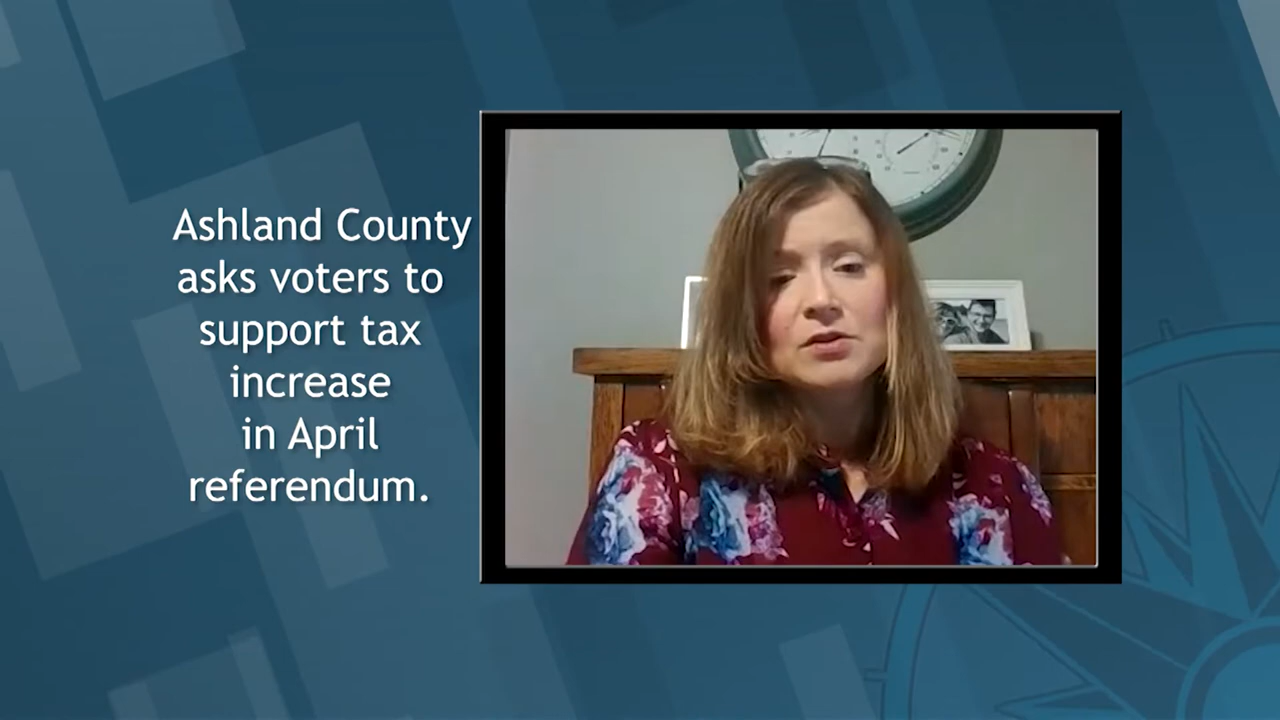 Ashland County
asks voters to
support tax
increase
in April
referendum.